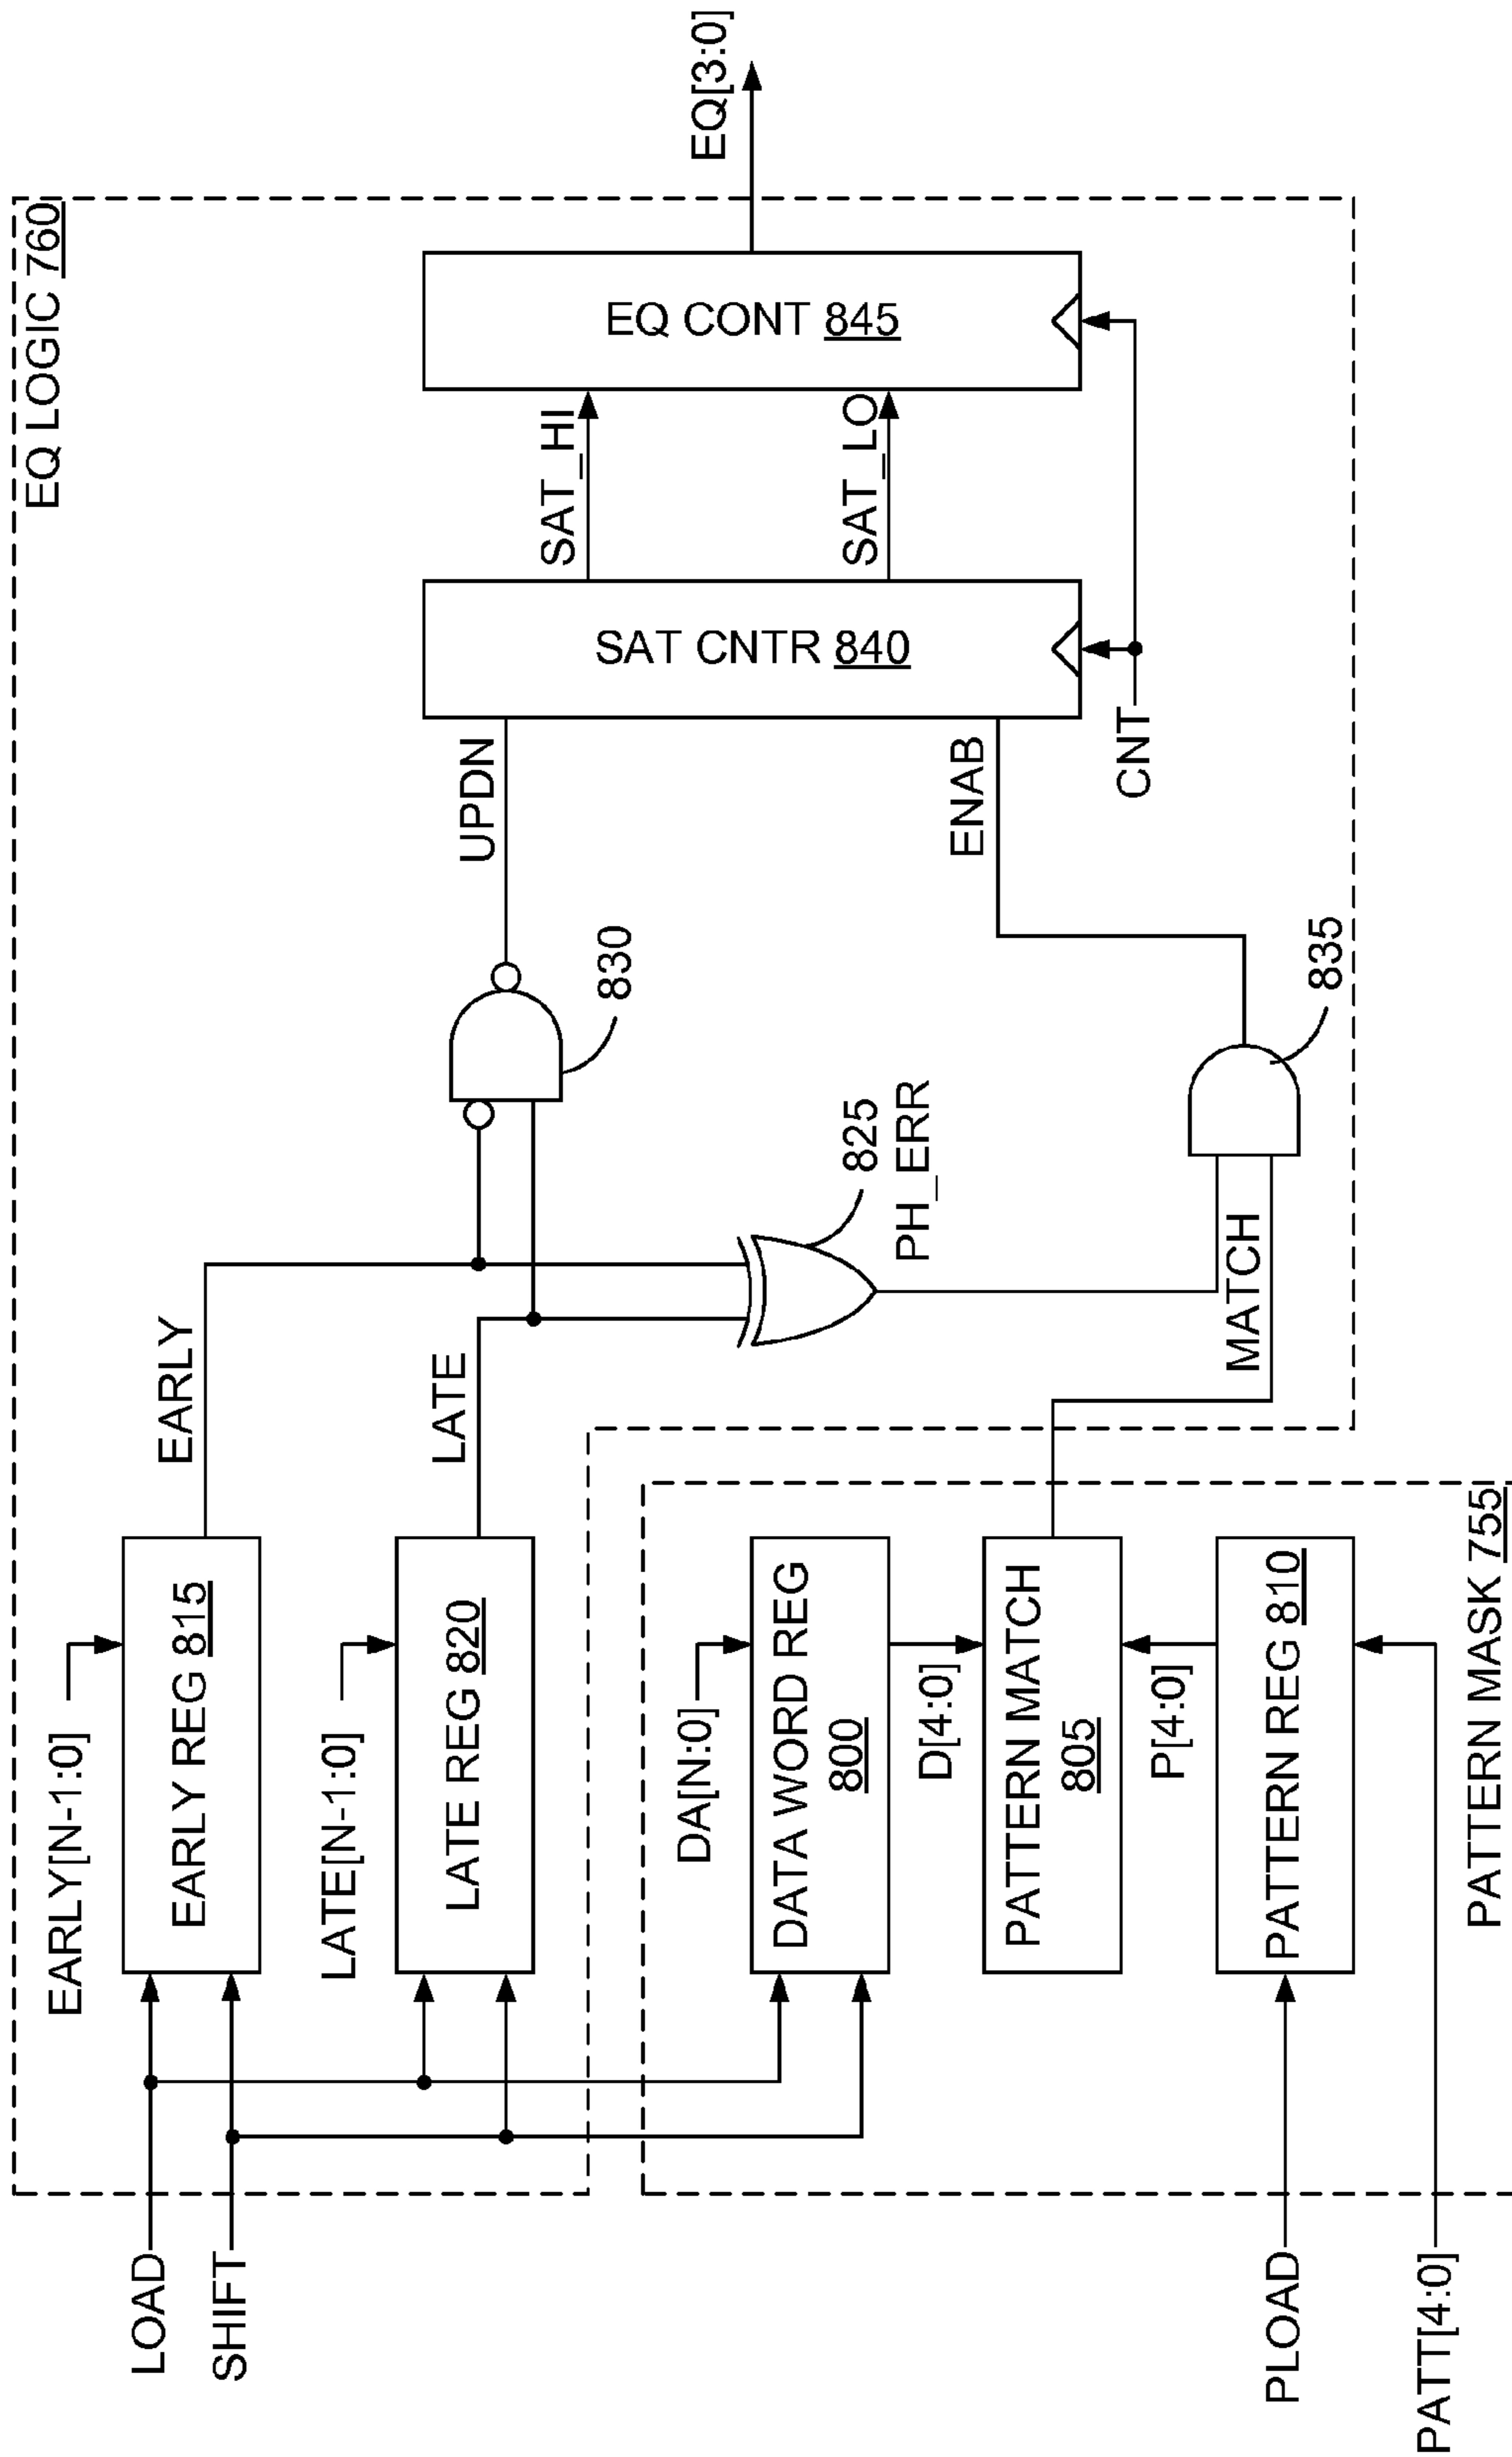 EQ LOGIC 760
LOAD
SHIFT
EARLY[N-1:0]
EARLY REG 815
EARLY
LATE[N-1:0]
LATE REG 820
LATE
830
UPDN
SAT CNTR 840
SAT_HI
SAT_LO
EQ CONT 845
EQ[3:0]
825
PH_ERR
ENAB
CNT
835
MATCH
DA[N:0]
DATA WORD REG
800
D[4:0]
PATTERN MATCH
805
P[4:0]
PATTERN REG 810
PLOAD
PATT[4:0]
PATTERN MASK 755